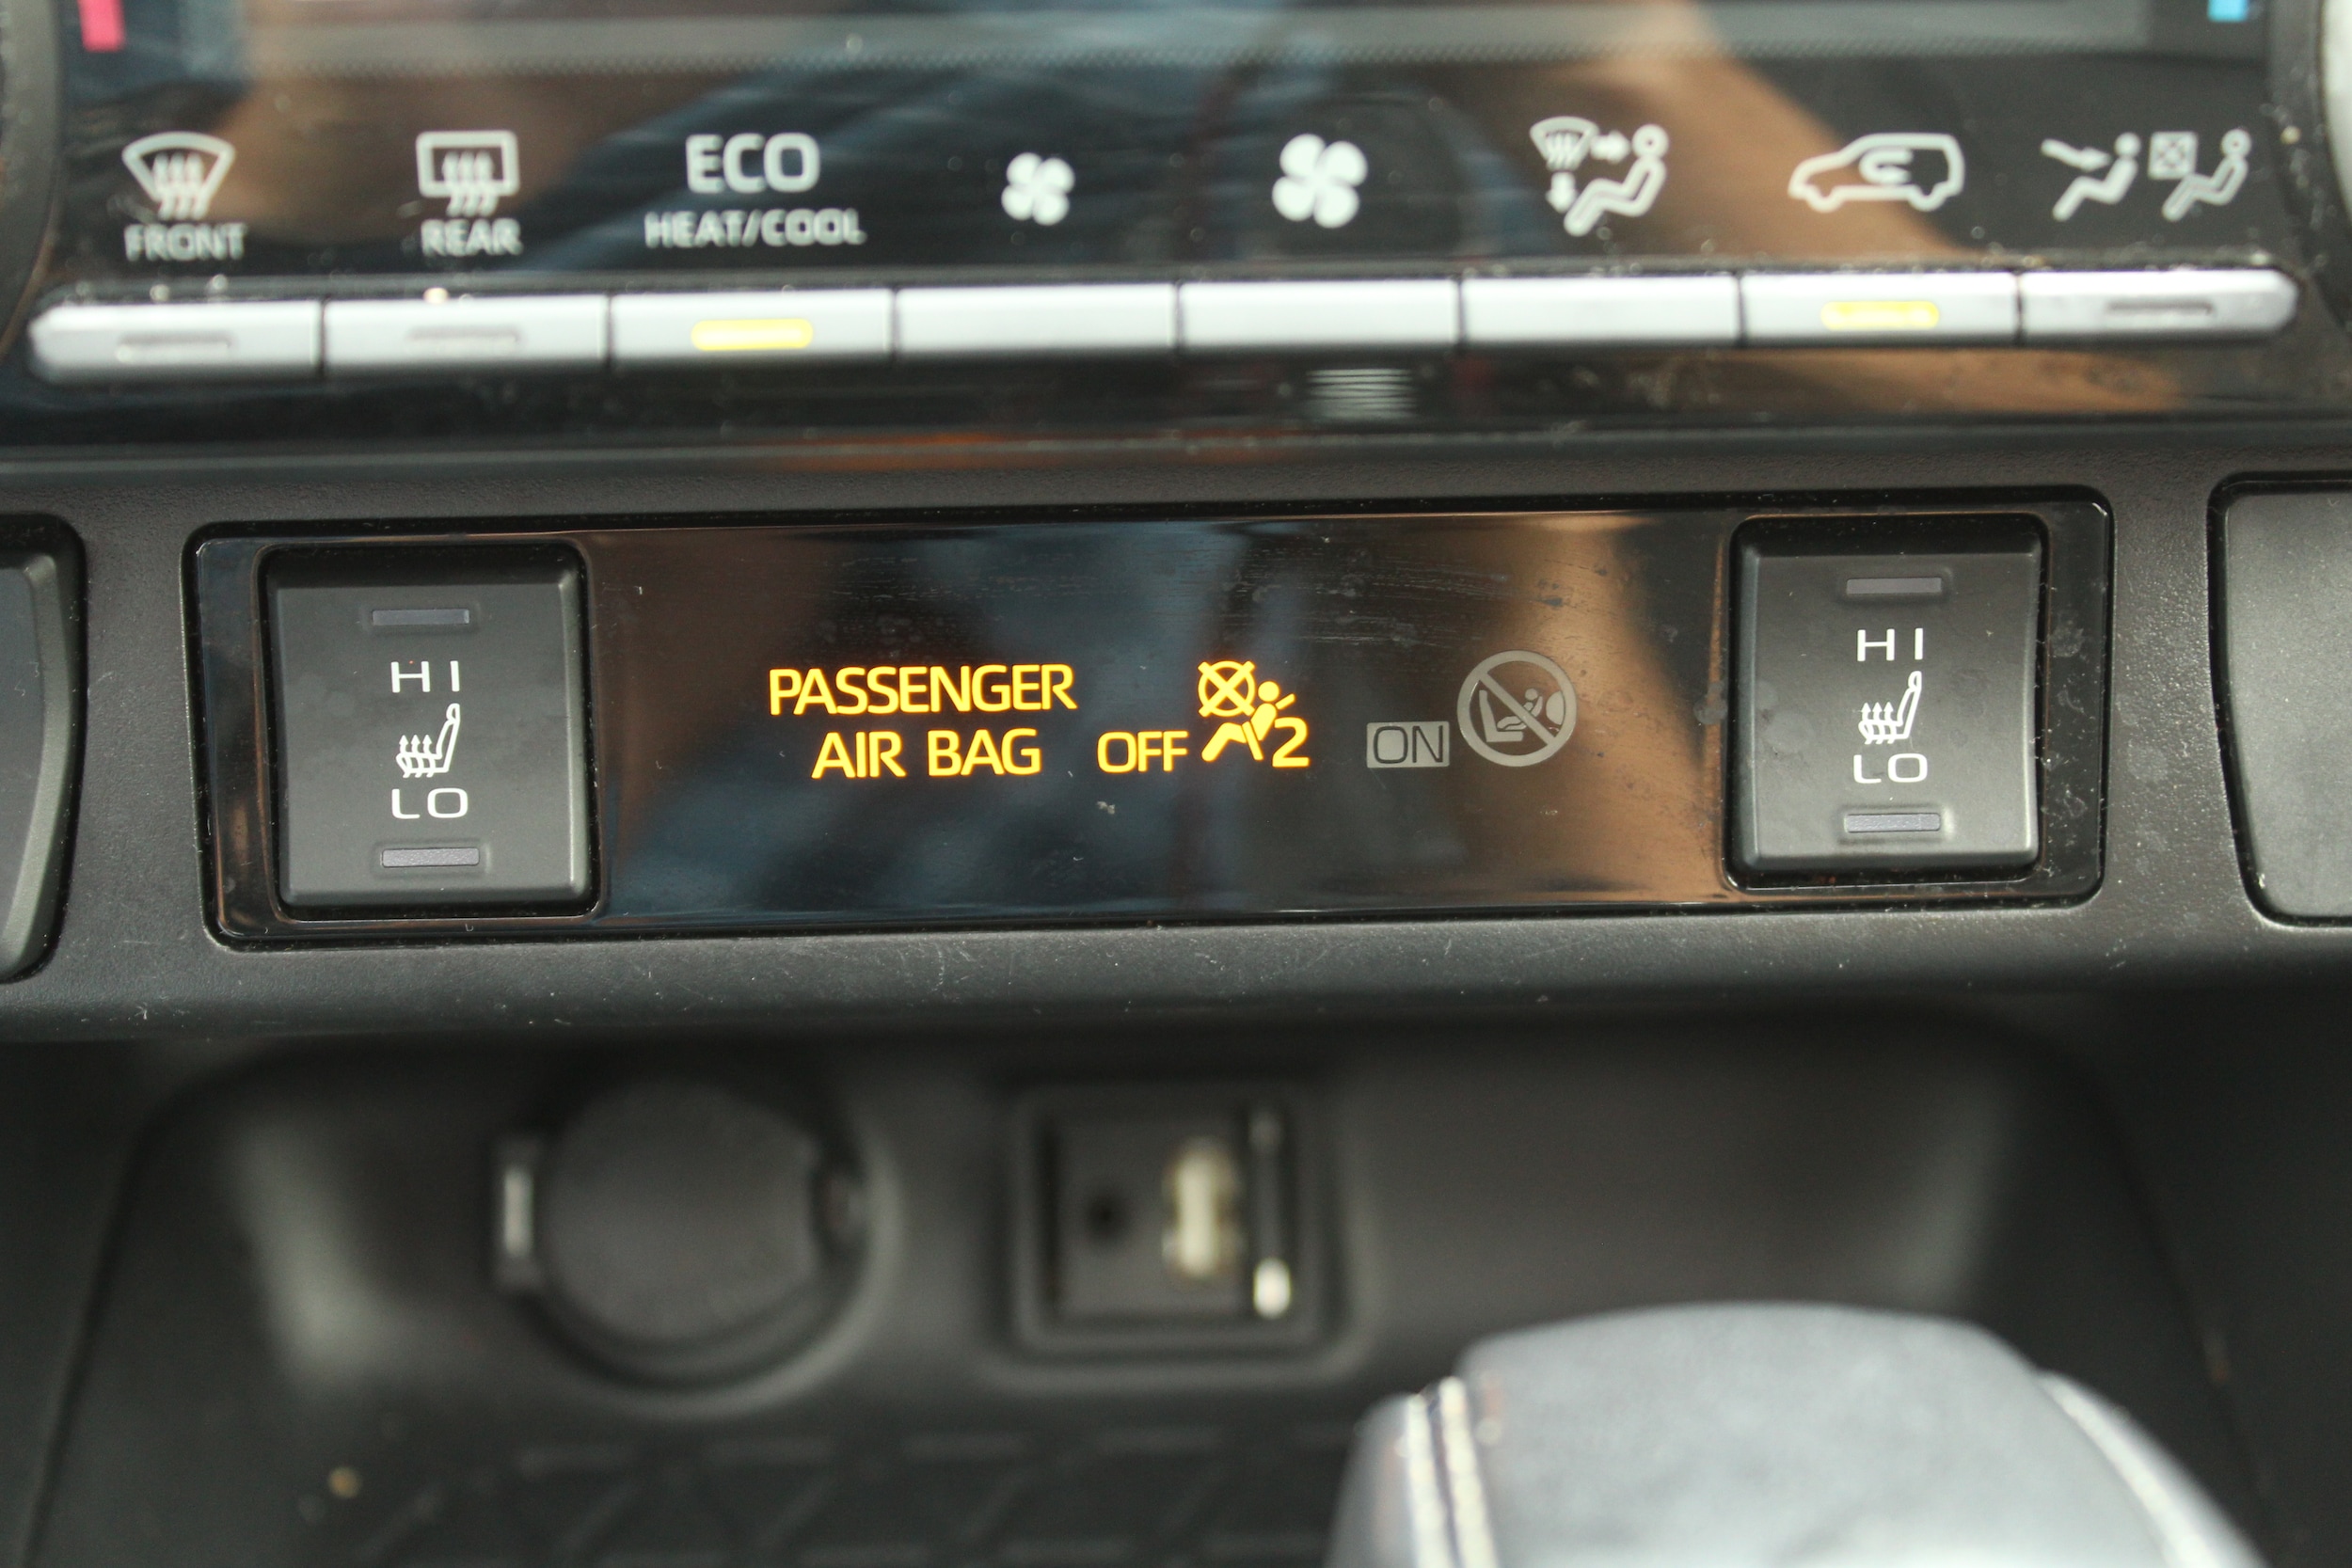 FRONT
REAR
ECO
HEAT/COOL
HI
LO
PASSENGER
AIR BAG OFF 2
ON
HI
LO